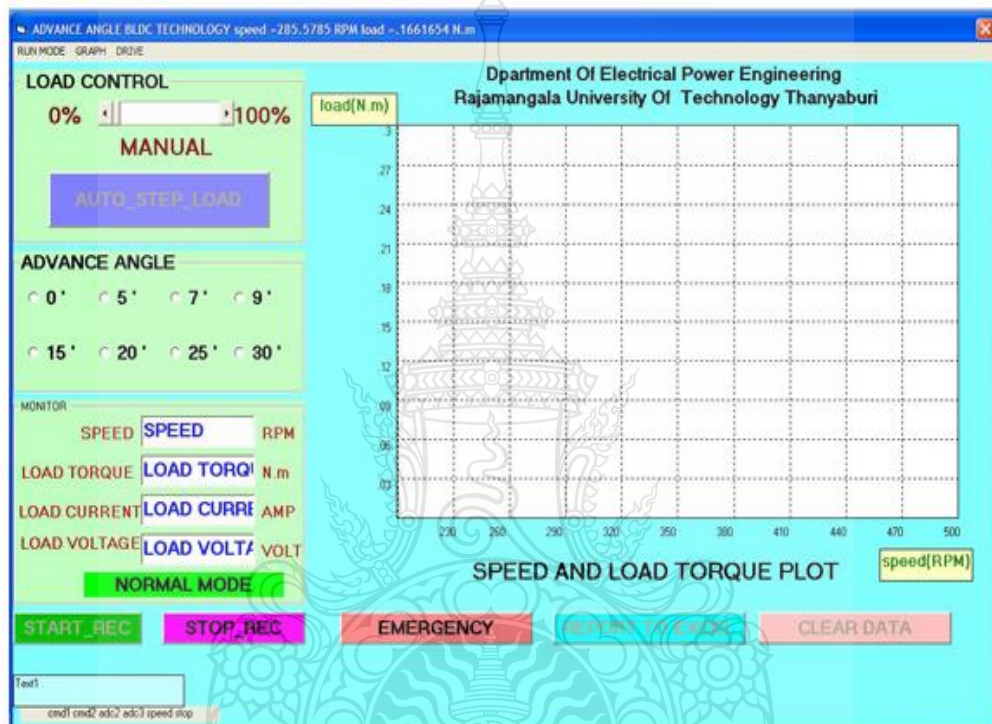 ADVANCE ANGLE BLDC TECHNOLOGY speed =285.5785 RPM load =.1661654 N.m
RUN MODE GRAPH DRIVE
LOAD CONTROL
0% 100%
MANUAL
AUTO_STEP_LOAD
ADVANCE ANGLE
0° 5° 7° 9°
15° 20° 25° 30°
MONITOR
SPEED SPEED RPM
LOAD TORQUE LOAD TORQU N.m
LOAD CURRENT LOAD CURRE AMP
LOAD VOLTAGE LOAD VOLTA VOLT
NORMAL MODE
Dpartment Of Electrical Power Engineering
Rajamangala University Of Technology Thanyaburi
load(N.m)
.3
.27
.24
.21
.18
.15
.12
.09
.06
.03
230 260 290 320 350 380 410 440 470 500
speed(RPM)
SPEED AND LOAD TORQUE PLOT
START_REC STOP_REC EMERGENCY REPORT TO EXCEL CLEAR DATA
Text1
cmd1 cmd2 adc2 adc3 speed stop